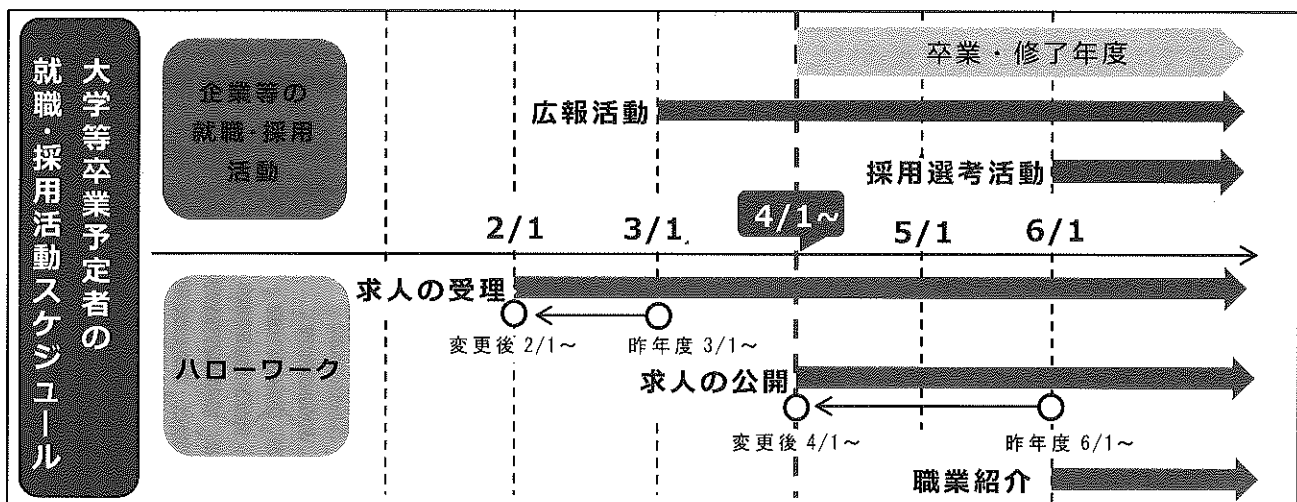 大学等卒業予定者の
就職・採用活動スケジュール
企業等の
就職・採用
活動
卒業・修了年度
広報活動
採用選考活動
2/1
3/1
4/1~
5/1
6/1
ハローワーク
求人の受理
変更後 2/1~
昨年度 3/1~
求人の公開
変更後 4/1~
昨年度 6/1~
職業紹介